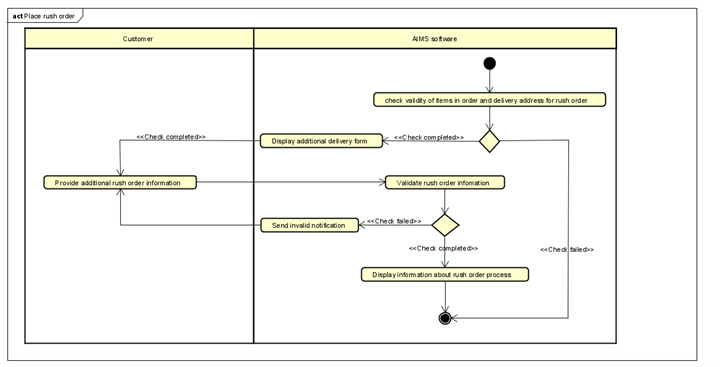 act Place rush order
Customer
AIMS software
check validity of items in order and delivery address for rush order
<<Check completed>>
Display additional delivery form
<<Check completed>>
Provide additional rush order information
Validate rush order infomation
Send invalid notification
<<Check failed>>
<<Check completed>>
<<Check failed>>
Display information about rush order process